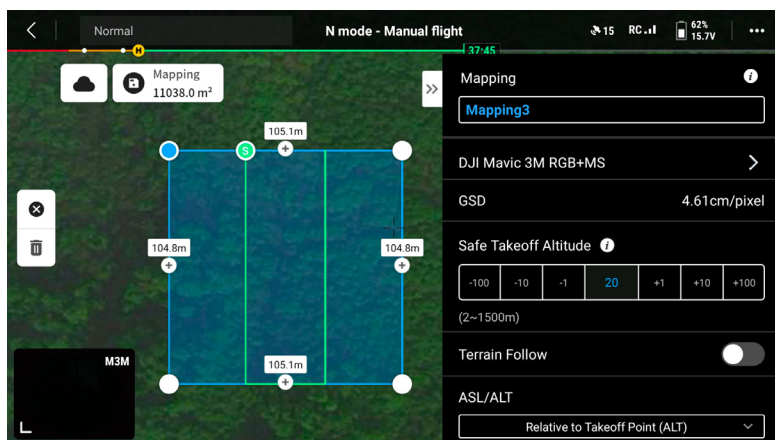 Normal
N mode - Manual flight
15
RC
62%
15.7V
H
37:45
Mapping
11038.0 m²
105.1m
S
104.8m
104.8m
105.1m
M3M
Mapping
Mapping3
DJI Mavic 3M RGB+MS
GSD 4.61cm/pixel
Safe Takeoff Altitude
-100 -10 -1 20 +1 +10 +100
(2~1500m)
Terrain Follow
ASL/ALT
Relative to Takeoff Point (ALT)